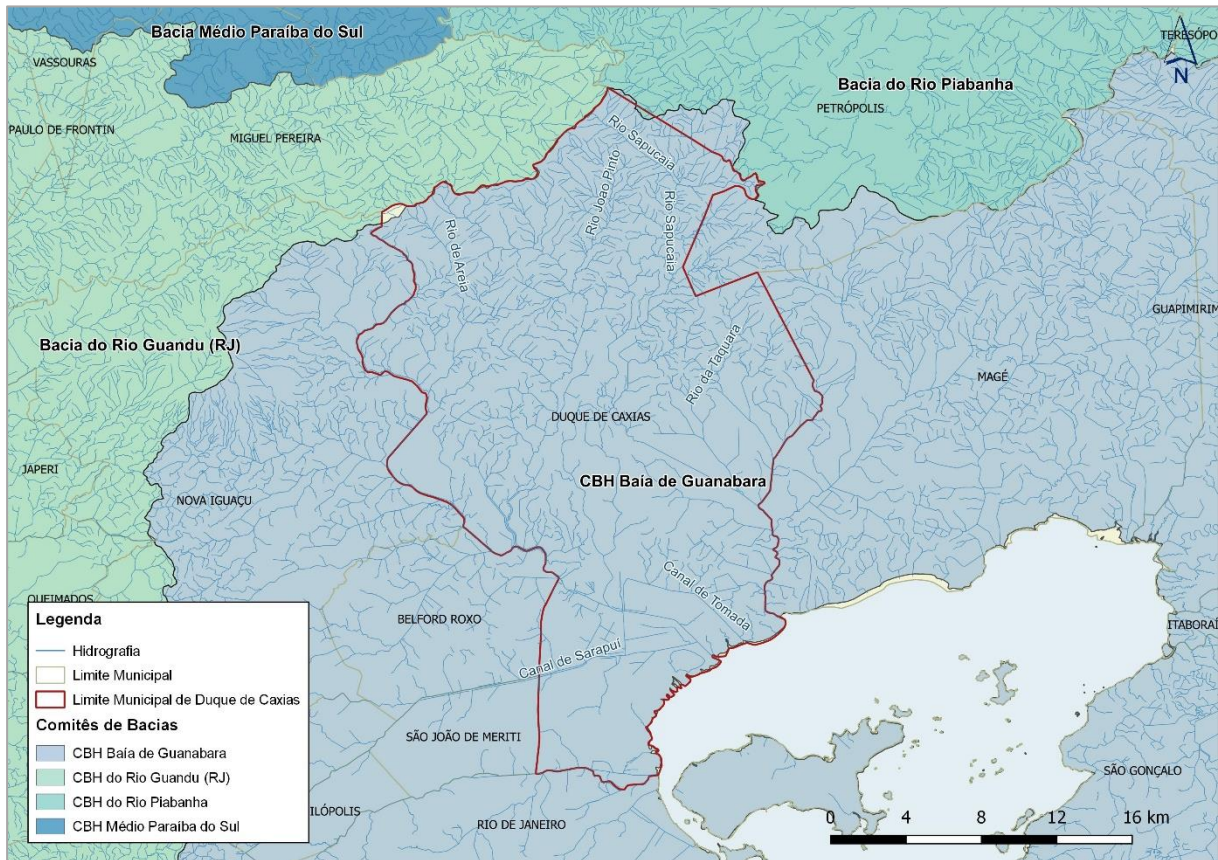 Bacia Médio Paraíba do Sul
VASSOURAS
TERESÓPO
N
Bacia do Rio Piabanha
PETRÓPOLIS
PAULO DE FRONTIN
MIGUEL PEREIRA
Rio Sapucaia
Rio João Pinto
Rio Sapucaia
Rio de Areia
GUAPIMIRIM
Bacia do Rio Guandu (RJ)
Rio da Taquara
MAGÉ
DUQUE DE CAXIAS
JAPERI
CBH Baía de Guanabara
NOVA IGUAÇU
QUEIMADOS
Canal de Tomada
BELFORD ROXO
ITABORAÍ
Canal de Sarapuí
SÃO JOÃO DE MERITI
SÃO GONÇALO
ILÓPOLIS
RIO DE JANEIRO
Legenda
Hidrografia
Limite Municipal
Limite Municipal de Duque de Caxias
Comitês de Bacias
CBH Baía de Guanabara
CBH do Rio Guandu (RJ)
CBH do Rio Piabanha
CBH Médio Paraíba do Sul
0 4 8 12 16 km